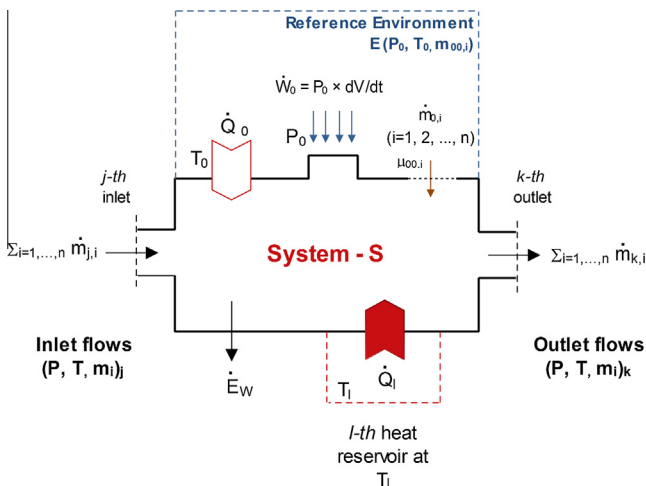 Reference Environment
E (P₀, T₀, m₀₀,ᵢ)
Ẇ₀ = P₀ × dV/dt
Q̇ ₀
ṁ₀,ᵢ
(i=1, 2, ..., n)
P₀
T₀
μ₀₀,ᵢ
j-th
inlet
k-th
outlet
Σᵢ₌₁,...,ₙ ṁⱼ,ᵢ
System - S
Σᵢ₌₁,...,ₙ ṁₖ,ᵢ
Inlet flows
(P, T, mᵢ)ⱼ
Outlet flows
(P, T, mᵢ)ₖ
Ė_W
Tₗ
Q̇ₗ
l-th heat
reservoir at
Tₗ